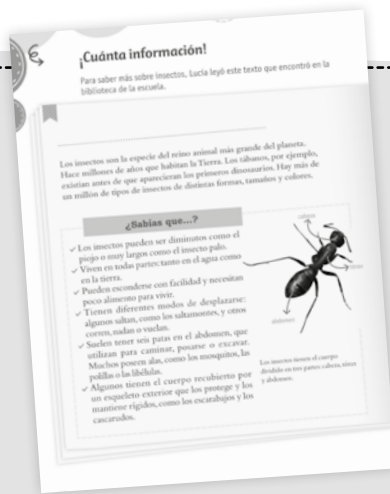 ¡Cuánta información!
Para saber más sobre insectos, Lucía leyó este texto que encontró en la
biblioteca de la escuela.
Los insectos son la especie del reino animal más grande del planeta.
Hace millones de años que habitan la Tierra. Los tábanos, por ejemplo,
existían antes de que aparecieran los primeros dinosaurios. Hay más de
un millón de tipos de insectos de distintas formas, tamaños y colores.
¿Sabías que...?
✓ Los insectos pueden ser diminutos como el
piojo o muy largos como el insecto palo.
✓ Viven en todas partes: tanto en el agua como
en la tierra.
✓ Pueden esconderse con facilidad y necesitan
poco alimento para vivir.
✓ Tienen diferentes modos de desplazarse:
algunos saltan, como los saltamontes, y otros
corren, nadan o vuelan.
✓ Suelen tener seis patas en el abdomen, que
utilizan para caminar, posarse o excavar.
Muchos poseen alas, como los mosquitos, las
polillas o las libélulas.
✓ Algunos tienen el cuerpo recubierto por
un esqueleto exterior que los protege y los
mantiene rígidos, como los escarabajos y los
cascarudos.
cabeza
tórax
abdomen
Los insectos tienen el cuerpo
dividido en tres partes: cabeza, tórax
y abdomen.